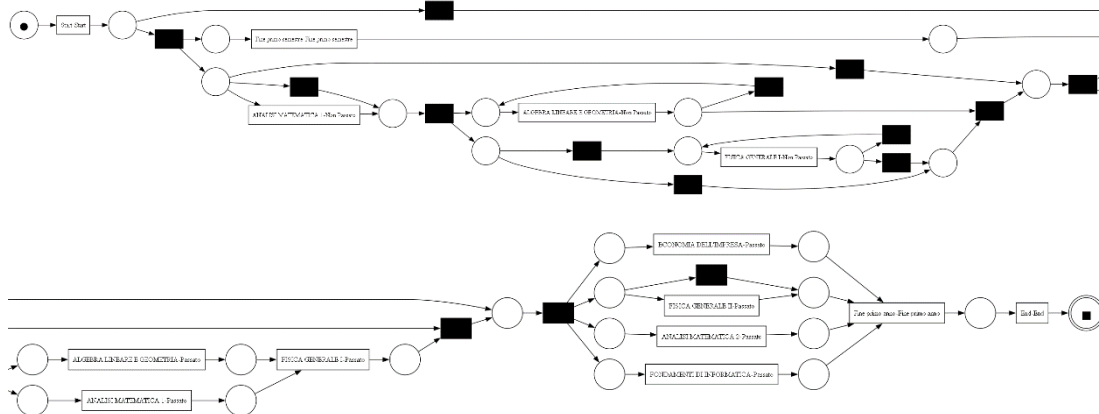 Start-Start
Fine primo semestre-Fine primo semestre
ANALISI MATEMATICA 1-Non Passato
ALGEBRA LINEARE E GEOMETRIA-Non Passato
FISICA GENERALE I-Non Passato
ECONOMIA DELL'IMPRESA-Passato
FISICA GENERALE II-Passato
Fine primo anno-Fine primo anno
End-End
ANALISI MATEMATICA 2-Passato
ALGEBRA LINEARE E GEOMETRIA-Passato
FISICA GENERALE I-Passato
FONDAMENTI DI INFORMATICA-Passato
ANALISI MATEMATICA 1-Passato